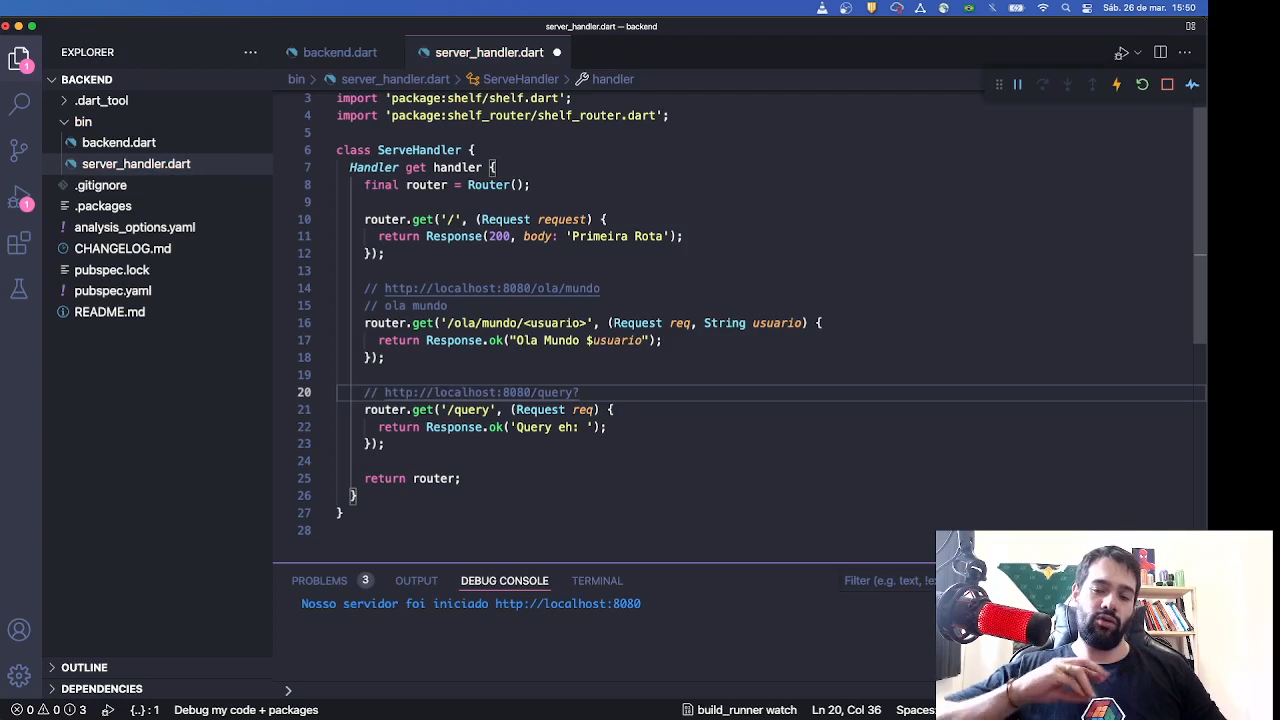 Sáb. 26 de mar. 15:50
server_handler.dart — backend
EXPLORER
backend.dart
server_handler.dart
BACKEND
bin
server_handler.dart
ServeHandler
handler
.dart_tool
bin
backend.dart
server_handler.dart
.gitignore
.packages
analysis_options.yaml
CHANGELOG.md
pubspec.lock
pubspec.yaml
README.md
3 import 'package:shelf/shelf.dart';
4 import 'package:shelf_router/shelf_router.dart';
5
6 class ServeHandler {
7 Handler get handler {
8 final router = Router();
9
10 router.get('/', (Request request) {
11 return Response(200, body: 'Primeira Rota');
12 });
13
14 // http://localhost:8080/ola/mundo
15 // ola mundo
16 router.get('/ola/mundo/<usuario>', (Request req, String usuario) {
17 return Response.ok("Ola Mundo $usuario");
18 });
19
20 // http://localhost:8080/query?
21 router.get('/query', (Request req) {
22 return Response.ok('Query eh: ');
23 });
24
25 return router;
26 }
27 }
28
PROBLEMS 3 OUTPUT DEBUG CONSOLE TERMINAL
Filter (e.g. text, !e
Nosso servidor foi iniciado http://localhost:8080
1
1
OUTLINE
DEPENDENCIES
0 0 3
{..} : 1
Debug my code + packages
build_runner watch
Ln 20, Col 36
Spaces: